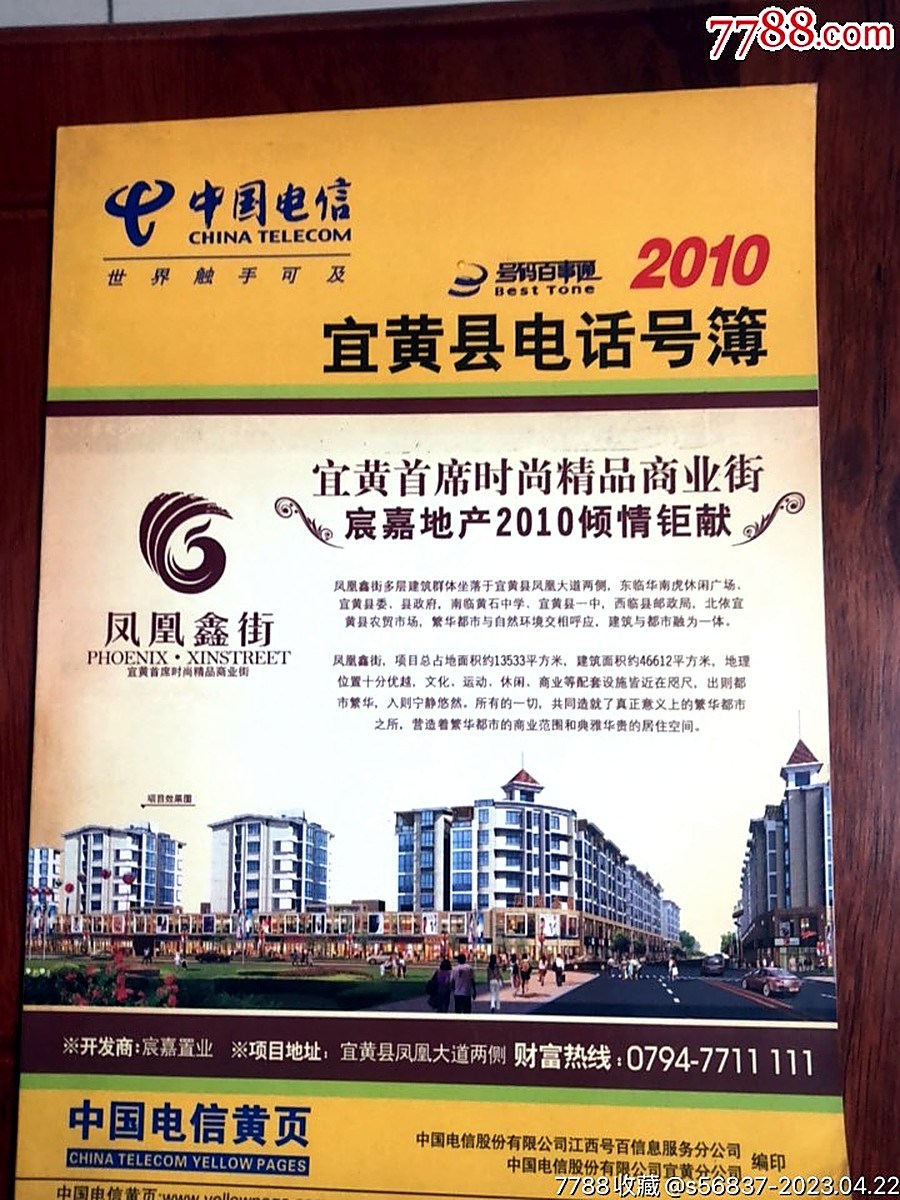 7788.com
中国电信
CHINA TELECOM
世界触手可及
号码百事通
Best Tone
2010
宜黄县电话号簿
宜黄首席时尚精品商业街
宸嘉地产2010倾情钜献
凤凰鑫街
PHOENIX·XINSTREET
宜黄首席时尚精品商业街
凤凰鑫街多层建筑群体坐落于宜黄县凤凰大道两侧，东临华南虎休闲广场、
宜黄县委、县政府，南临黄石中学、宜黄县一中，西临县邮政局，北依宜
黄县农贸市场，繁华都市与自然环境交相呼应，建筑与都市融为一体。
凤凰鑫街，项目总占地面积约13533平方米，建筑面积约46612平方米，地理
位置十分优越，文化、运动、休闲、商业等配套设施皆近在咫尺，出则都
市繁华，入则宁静悠然。所有的一切，共同造就了真正意义上的繁华都市
之所，营造着繁华都市的商业范围和典雅华贵的居住空间。
项目效果图
※开发商:宸嘉置业 ※项目地址：宜黄县凤凰大道两侧 财富热线:0794-7711 111
中国电信黄页
CHINA TELECOM YELLOW PAGES
中国电信股份有限公司江西号百信息服务分公司
中国电信股份有限公司宜黄分公司
编印
中国电信黄页:www.yellowpage
7788收藏@s56837-2023.04.22